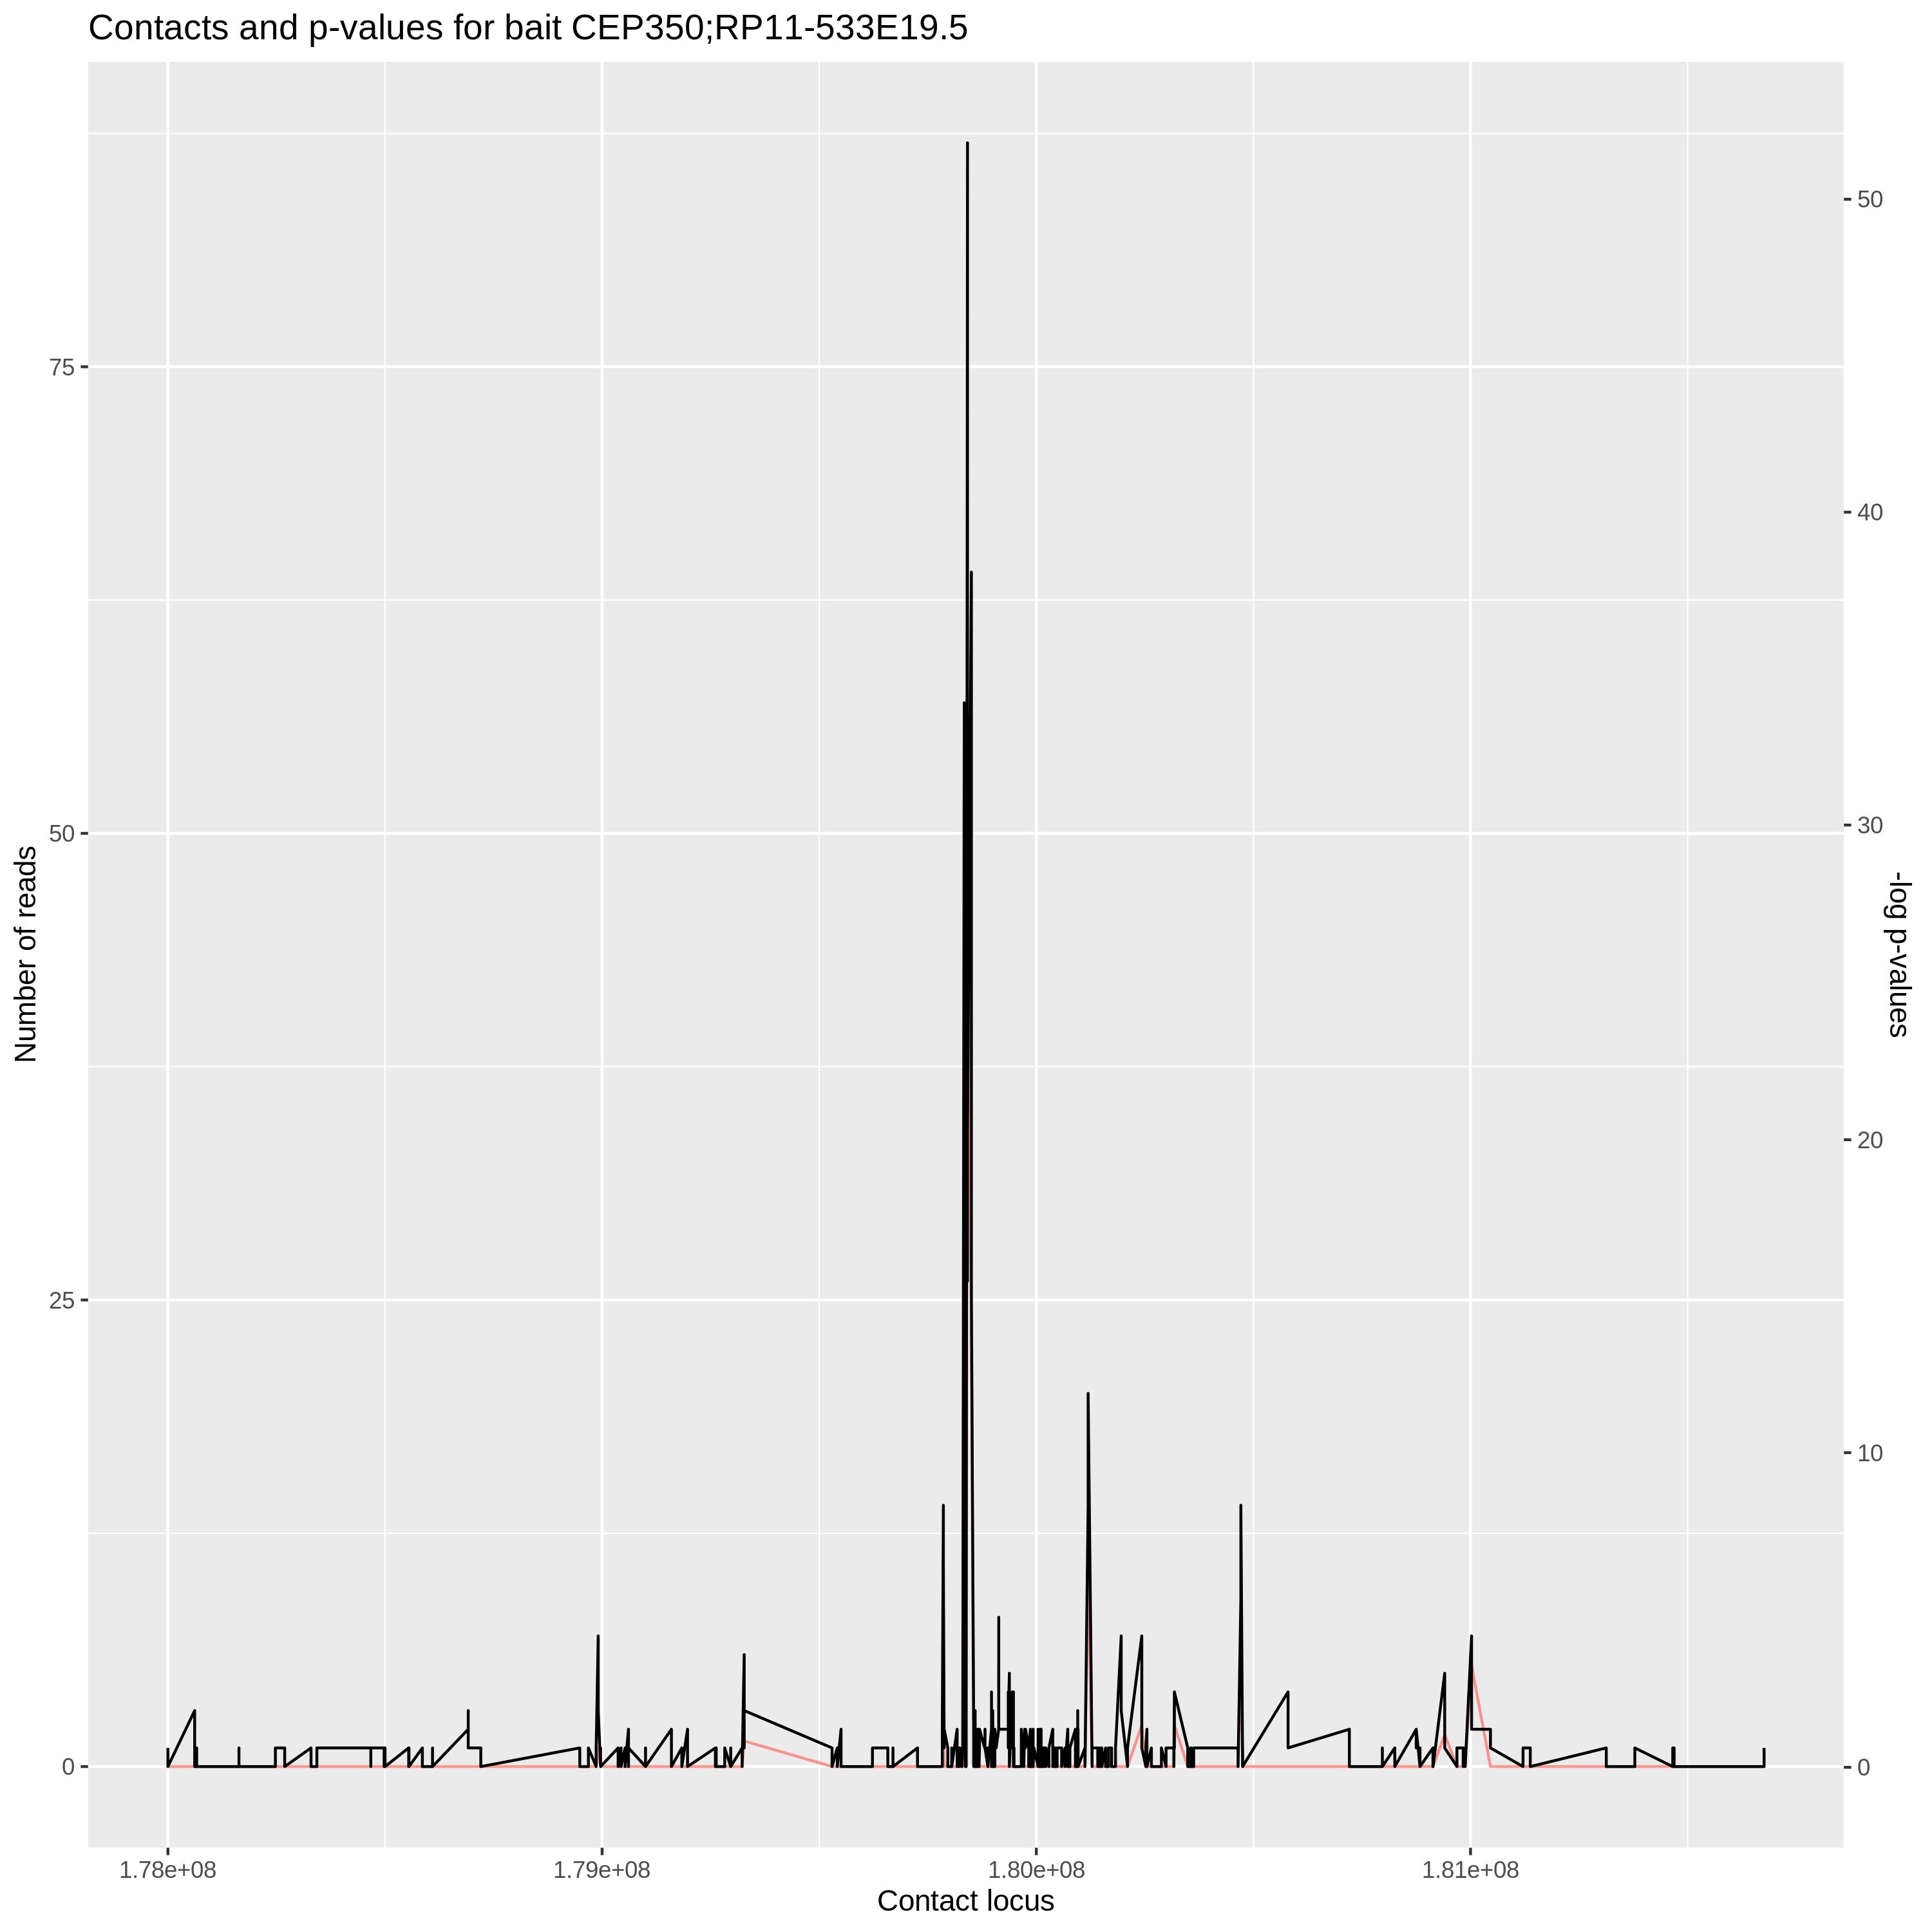 Contacts and p-values for bait CEP350;RP11-533E19.5
Number of reads
75
50
25
0
50
40
30
20
10
0
-log p-values
1.78e+08 1.79e+08 1.80e+08 1.81e+08
Contact locus